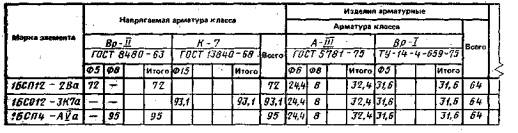 Марка элемента
Напрягаемая арматура класса
Изделия арматурные
Арматура класса
Вр-II
К-7
Всего
А-III
Вр-I
Всего
ГОСТ 8480-63
ГОСТ 13840-68
ГОСТ 5781-75
ТУ-14-4-659-75
Ф5 Ф8 Итого Ф15 Итого Ф6 Ф8 Итого Ф5 Итого
1БСП12-2Вр 72 — 72 72 24,4 8 32,4 31,6 31,6 64
1БСО12-3К7а — 93,1 93,1 93,1 24,4 8 32,4 31,6 31,6 64
2БСП4-АVа — 95 95 95 24,4 8 32,4 31,6 31,6 64